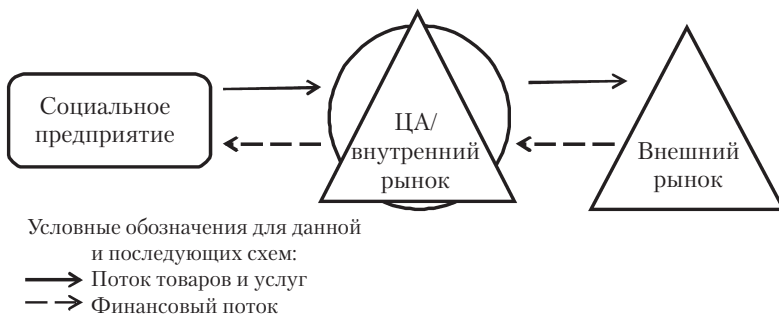 Социальное
предприятие
ЦА/
внутренний
рынок
Внешний
рынок
Условные обозначения для данной
и последующих схем:
Поток товаров и услуг
Финансовый поток